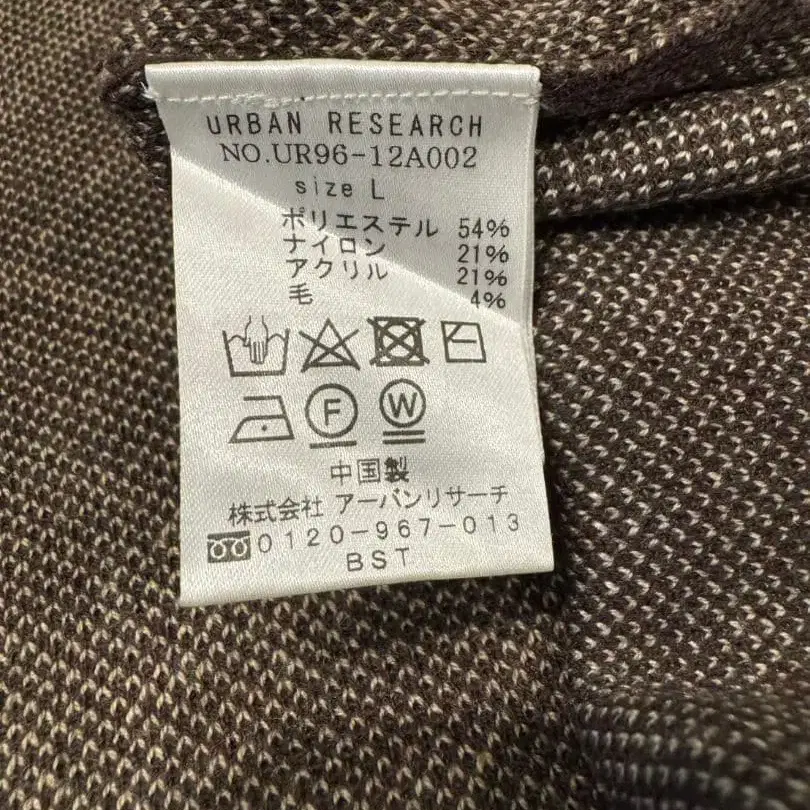 URBAN RESEARCH
NO.UR96-12A002
size L
ポリエステル 54%
ナイロン 21%
アクリル 21%
毛 4%
F W
中国製
株式会社 アーバンリサーチ
0120-967-013
BST